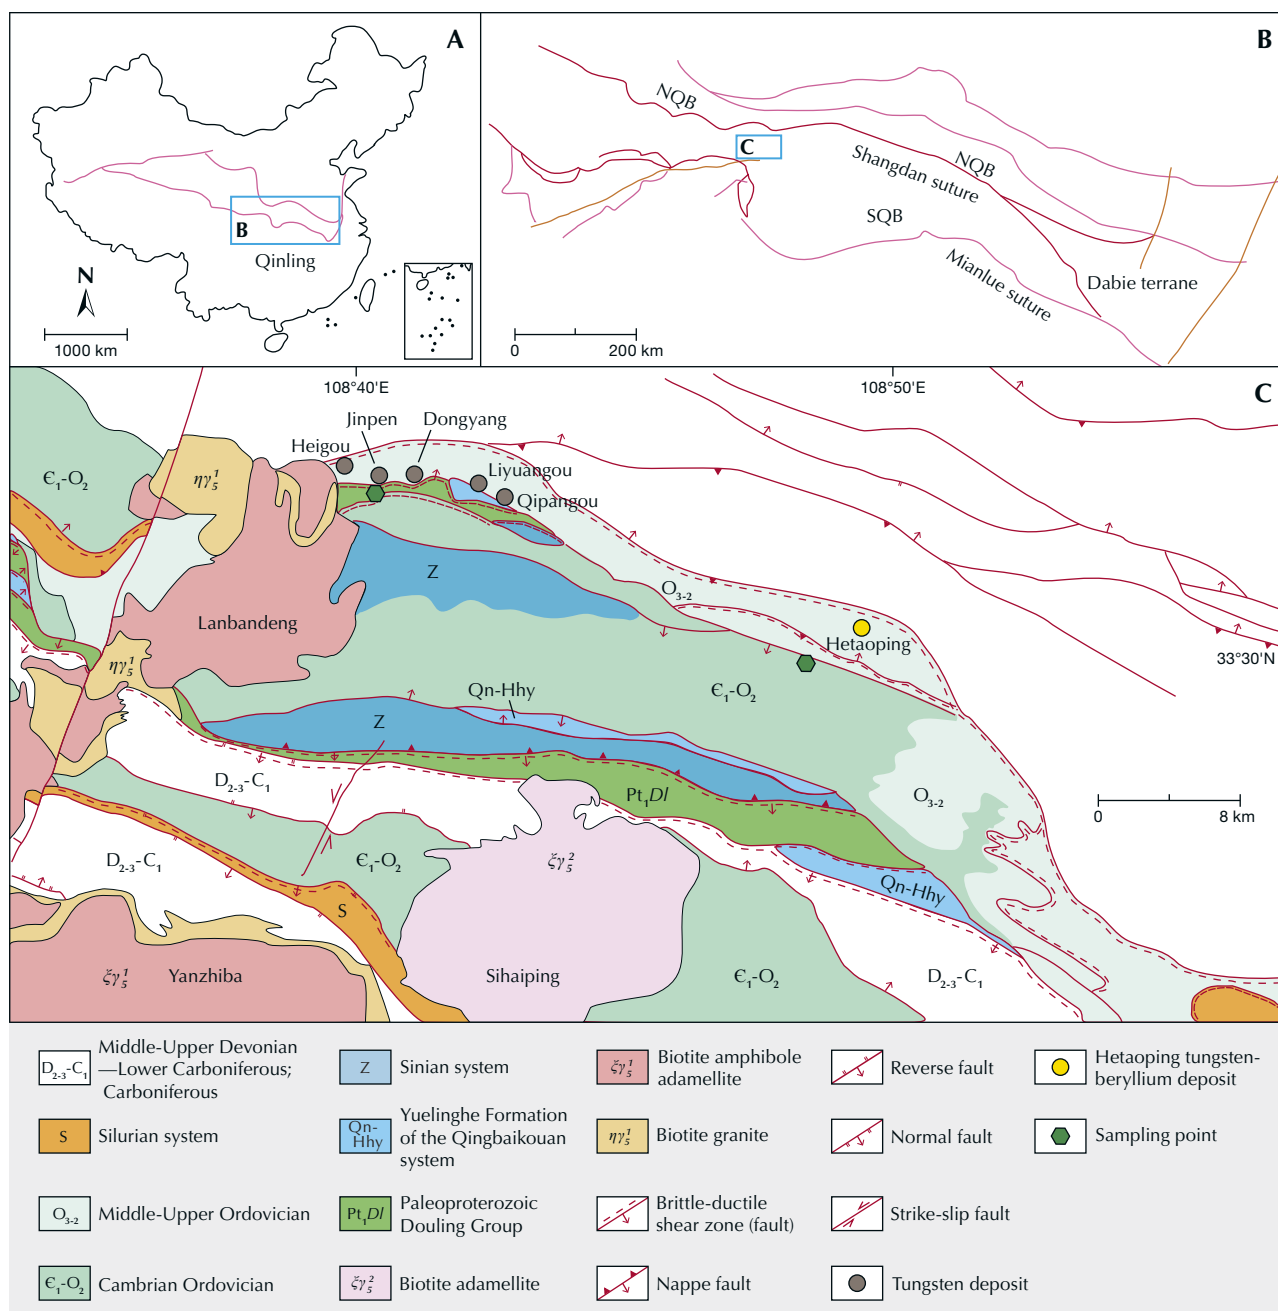 A
B
Qinling
N
1000 km
B
NQB
C
Shangdan suture
NQB
SQB
Mianlue suture
Dabie terrane
0 200 km
108°40'E
108°50'E
C
Jinpen
Dongyang
Heigou
Liyuangou
Qipangou
Є₁-O₂
ηγ₅¹
Z
O₃₋₂
Lanbandeng
Hetaoping
33°30'N
ηγ₅¹
Qn-Hhy
Є₁-O₂
Z
D₂₋₃-C₁
Pt₁Dl
O₃₋₂
0 8 km
D₂₋₃-C₁
Є₁-O₂
ξγ₅²
Qn-Hhy
S
ξγ₅¹
Yanzhiba
Sihaiping
Є₁-O₂
D₂₋₃-C₁
D₂₋₃-C₁
Middle-Upper Devonian
—Lower Carboniferous;
Carboniferous
Z
Sinian system
ξγ₅¹
Biotite amphibole
adamellite
Reverse fault
Hetaoping tungsten-
beryllium deposit
S
Silurian system
Qn-
Hhy
Yuelinghe Formation
of the Qingbaikouan
system
ηγ₅¹
Biotite granite
Normal fault
Sampling point
O₃₋₂
Middle-Upper Ordovician
Pt₁Dl
Paleoproterozoic
Douling Group
Brittle-ductile
shear zone (fault)
Strike-slip fault
Є₁-O₂
Cambrian Ordovician
ξγ₅²
Biotite adamellite
Nappe fault
Tungsten deposit